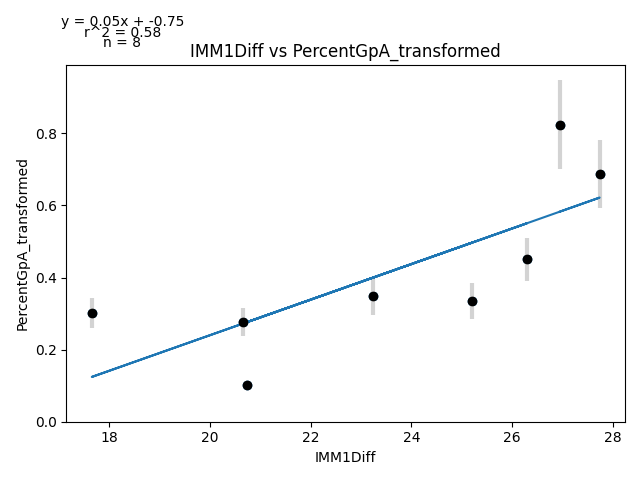 y = 0.05x + -0.75
r^2 = 0.58
n = 8
IMM1Diff vs PercentGpA_transformed
PercentGpA_transformed
0.8
0.6
0.4
0.2
0.0
18 20 22 24 26 28
IMM1Diff